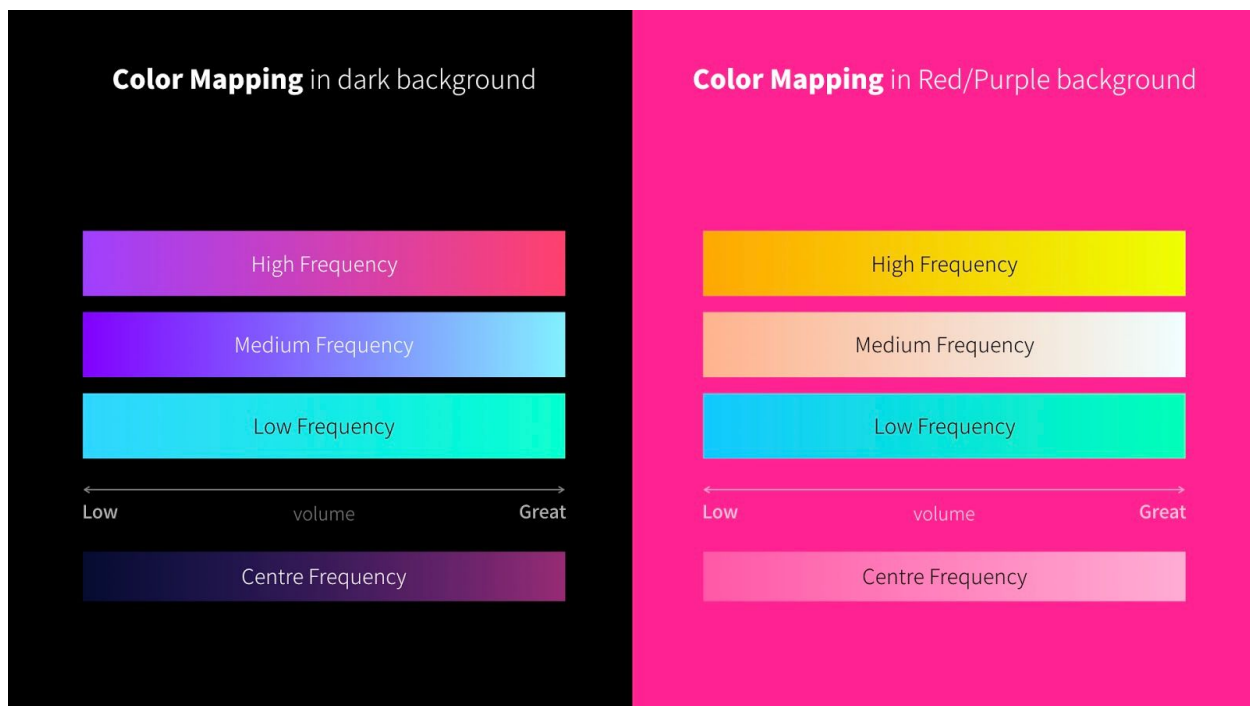 Color Mapping in dark background
High Frequency
Medium Frequency
Low Frequency
Low volume Great
Centre Frequency
Color Mapping in Red/Purple background
High Frequency
Medium Frequency
Low Frequency
Low volume Great
Centre Frequency